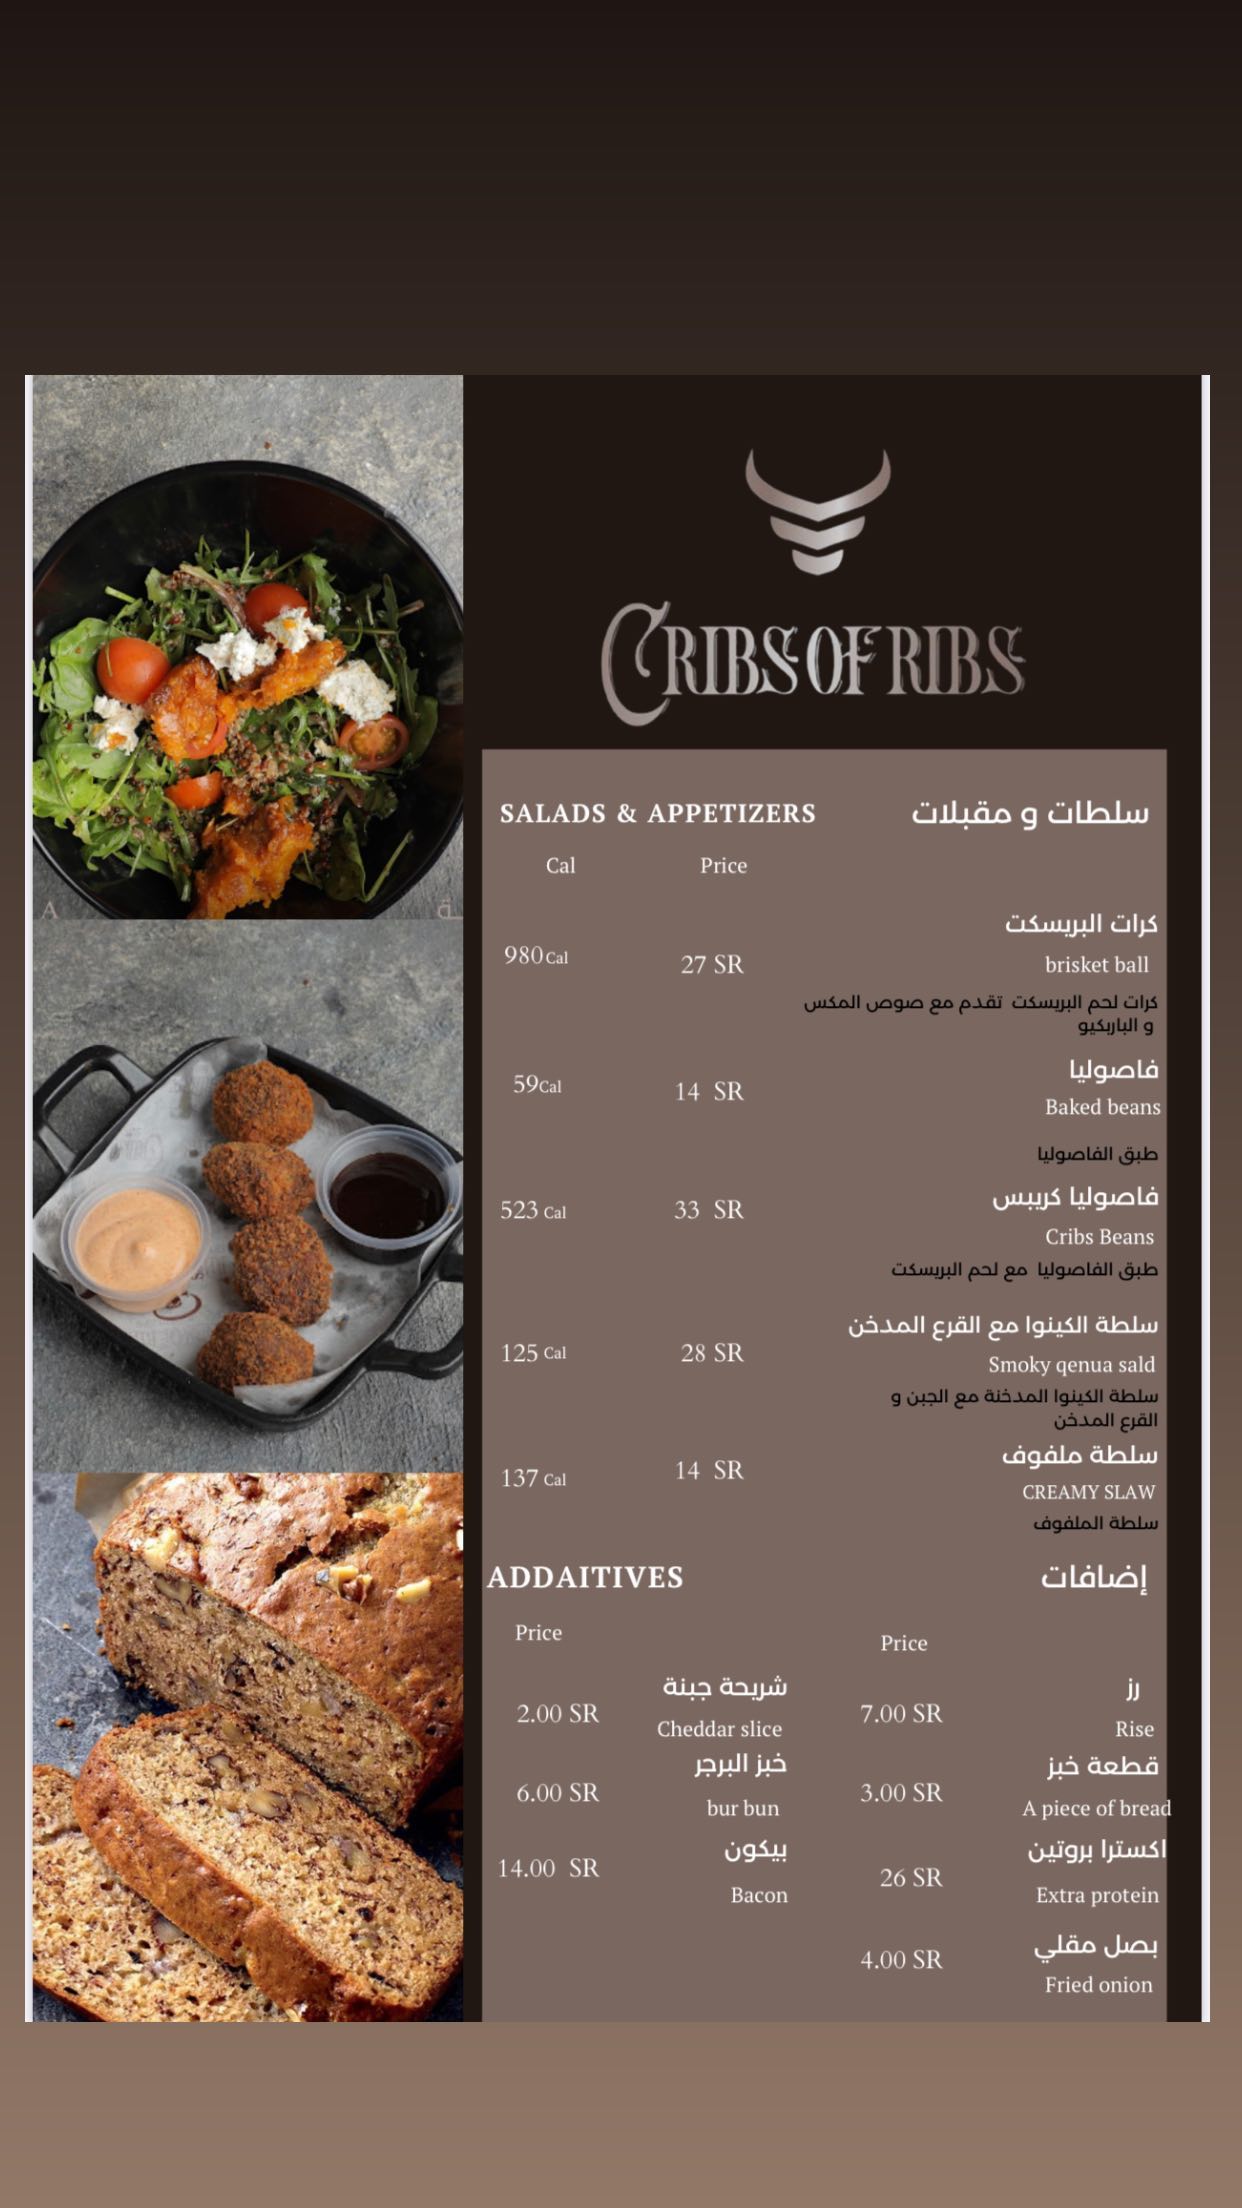 CRIBS OF RIBS
SALADS & APPETIZERS سلطات و مقبلات
Cal Price
كرات البريسكت
980 Cal 27 SR brisket ball
كرات لحم البريسكت تقدم مع صوص المكس
و الباربكيو
فاصوليا
59Cal 14 SR Baked beans
طبق الفاصوليا
فاصوليا كريبس
523 Cal 33 SR Cribs Beans
طبق الفاصوليا مع لحم البريسكت
سلطة الكينوا مع القرع المدخن
125 Cal 28 SR Smoky qenua sald
سلطة الكينوا المدخنة مع الجبن و
القرع المدخن
سلطة ملفوف
137 Cal 14 SR CREAMY SLAW
سلطة الملفوف
ADDAITIVES إضافات
Price Price
شريحة جبنة رز
2.00 SR Cheddar slice 7.00 SR Rise
خبز البرجر قطعة خبز
6.00 SR bur bun 3.00 SR A piece of bread
بيكون اكسترا بروتين
14.00 SR Bacon 26 SR Extra protein
بصل مقلي
4.00 SR Fried onion